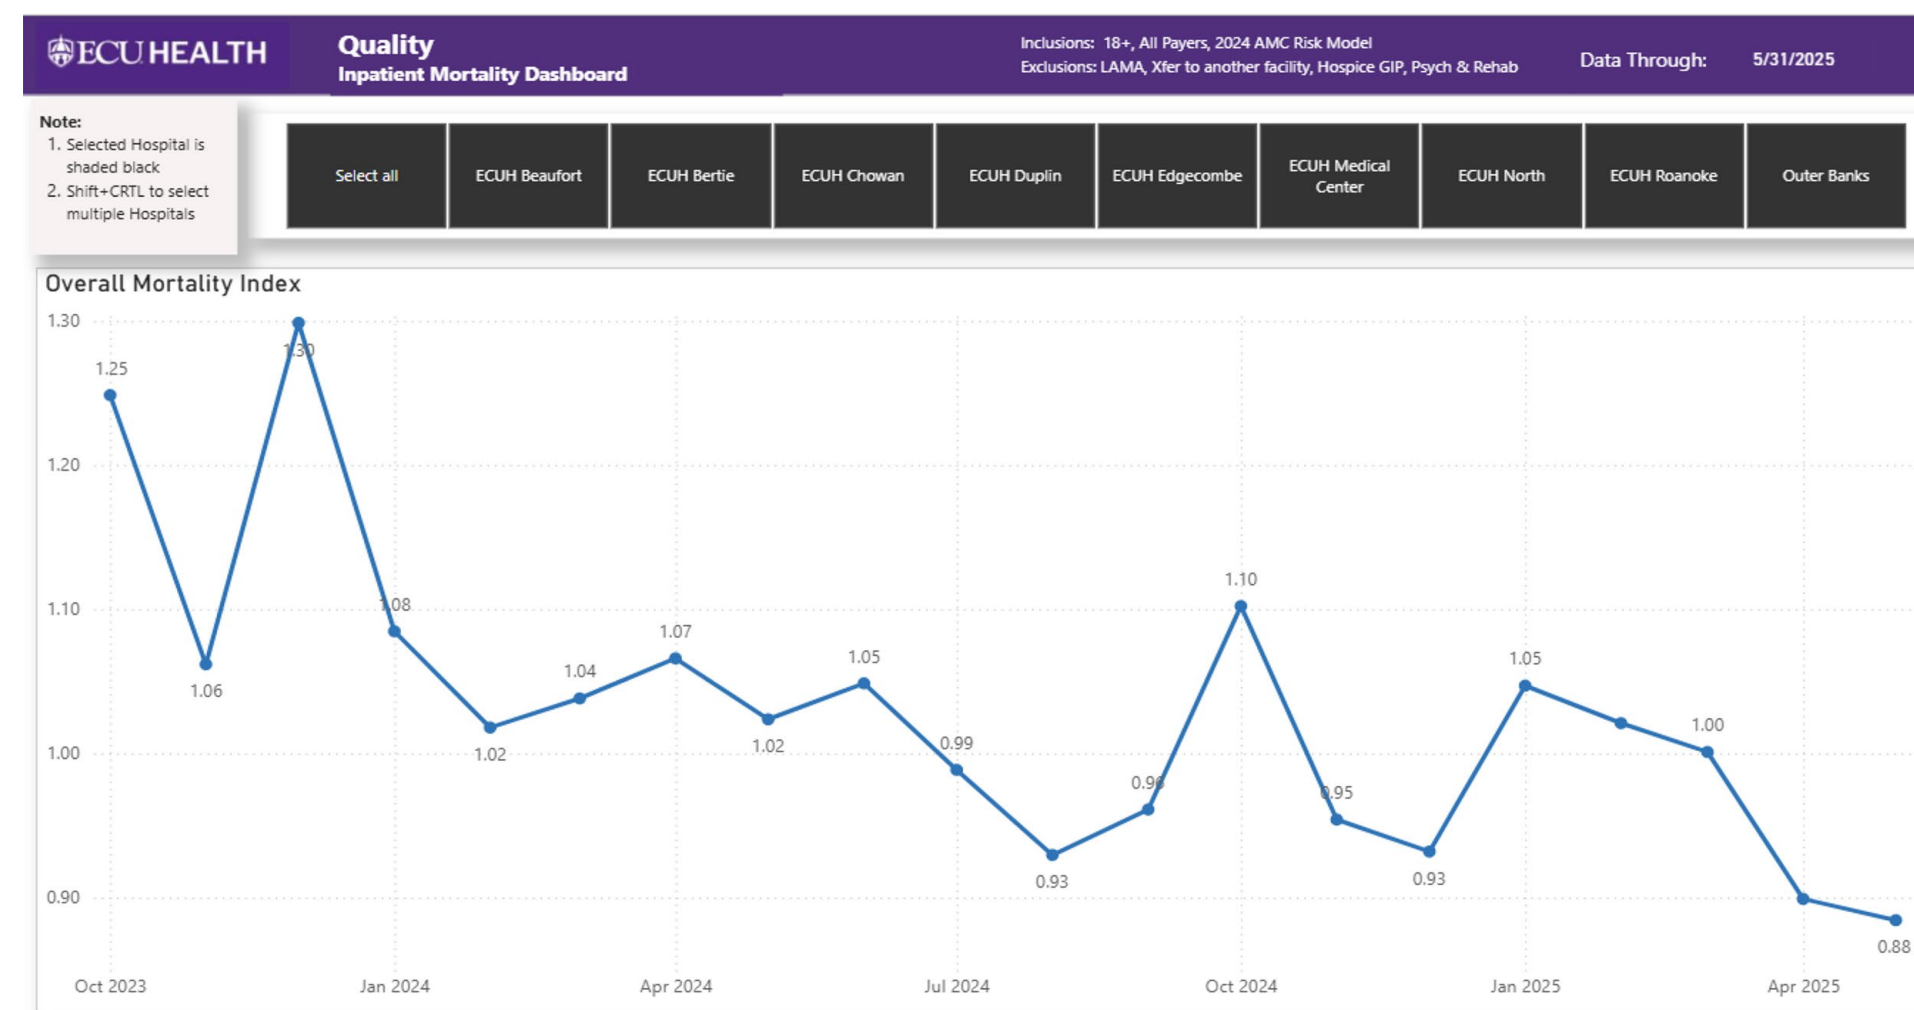 ECU HEALTH
Quality
Inpatient Mortality Dashboard
Inclusions: 18+, All Payers, 2024 AMC Risk Model
Exclusions: LAMA, Xfer to another facility, Hospice GIP, Psych & Rehab
Data Through: 5/31/2025
Note:
1. Selected Hospital is
shaded black
2. Shift+CRTL to select
multiple Hospitals
Select all
ECUH Beaufort
ECUH Bertie
ECUH Chowan
ECUH Duplin
ECUH Edgecombe
ECUH Medical
Center
ECUH North
ECUH Roanoke
Outer Banks
Overall Mortality Index
1.30
1.20
1.10
1.00
0.90
1.25
1.06
1.30
1.08
1.02
1.04
1.07
1.02
1.05
0.99
0.93
0.96
1.10
0.95
0.93
1.05
1.00
0.88
Oct 2023
Jan 2024
Apr 2024
Jul 2024
Oct 2024
Jan 2025
Apr 2025